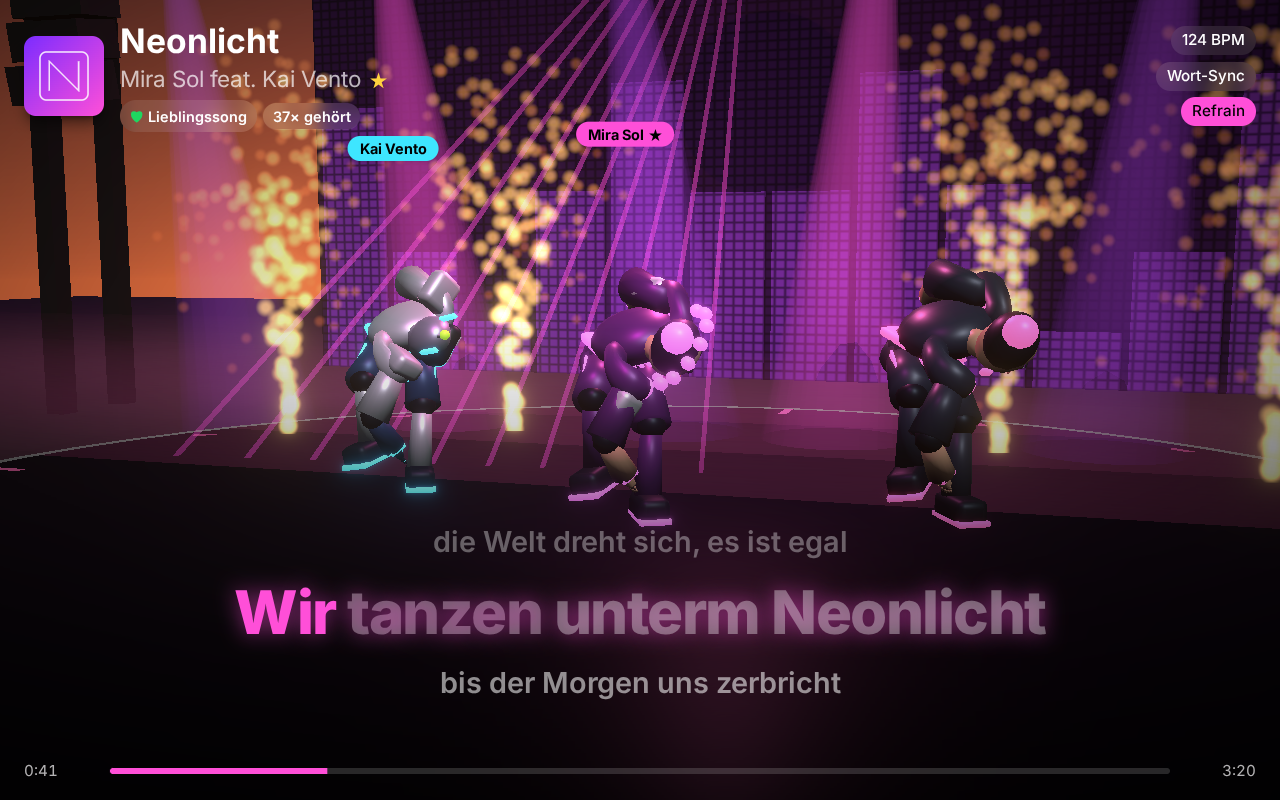 N
Neonlicht
Mira Sol feat. Kai Vento ★
Lieblingssong
37× gehört
124 BPM
Wort-Sync
Refrain
Kai Vento
Mira Sol ★
die Welt dreht sich, es ist egal
Wir tanzen unterm Neonlicht
bis der Morgen uns zerbricht
0:41
3:20